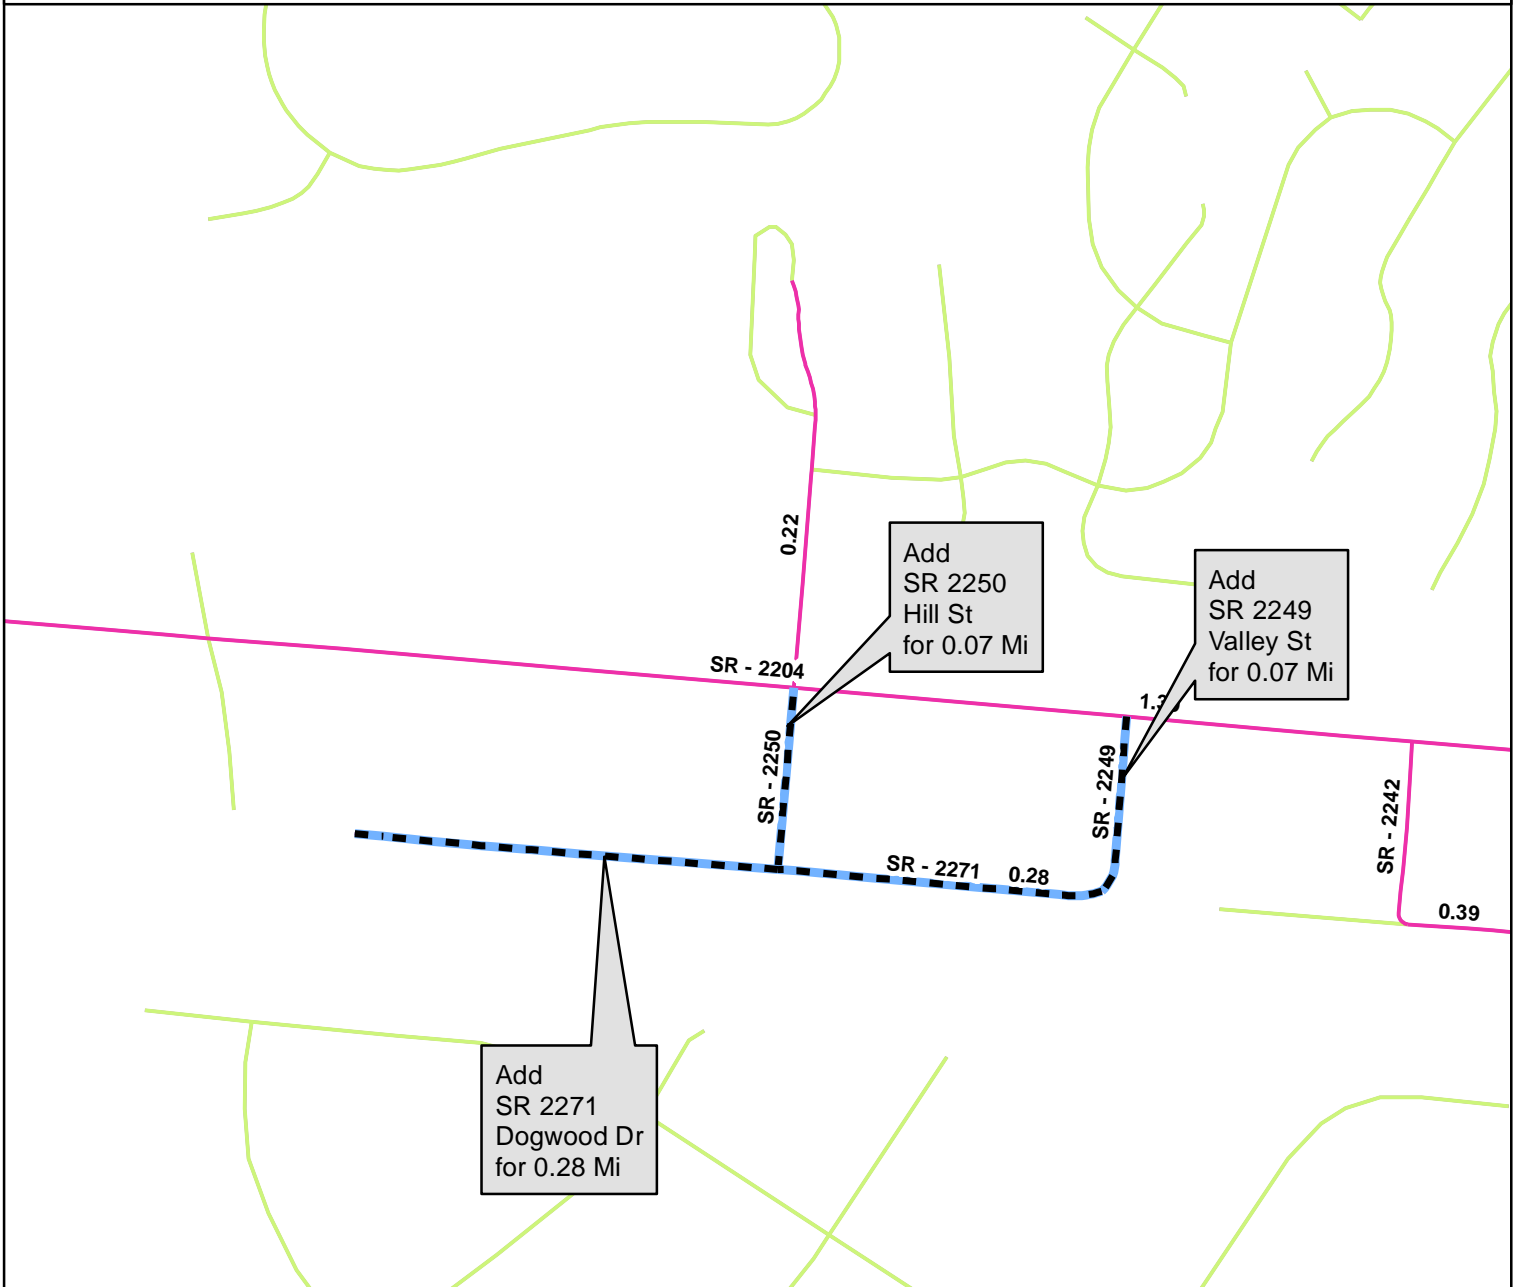 0.22
Add
SR 2250
Hill St
for 0.07 Mi
Add
SR 2249
Valley St
for 0.07 Mi
SR - 2204
SR - 2250
SR - 2249
SR - 2242
SR - 2271
0.28
0.39
Add
SR 2271
Dogwood Dr
for 0.28 Mi